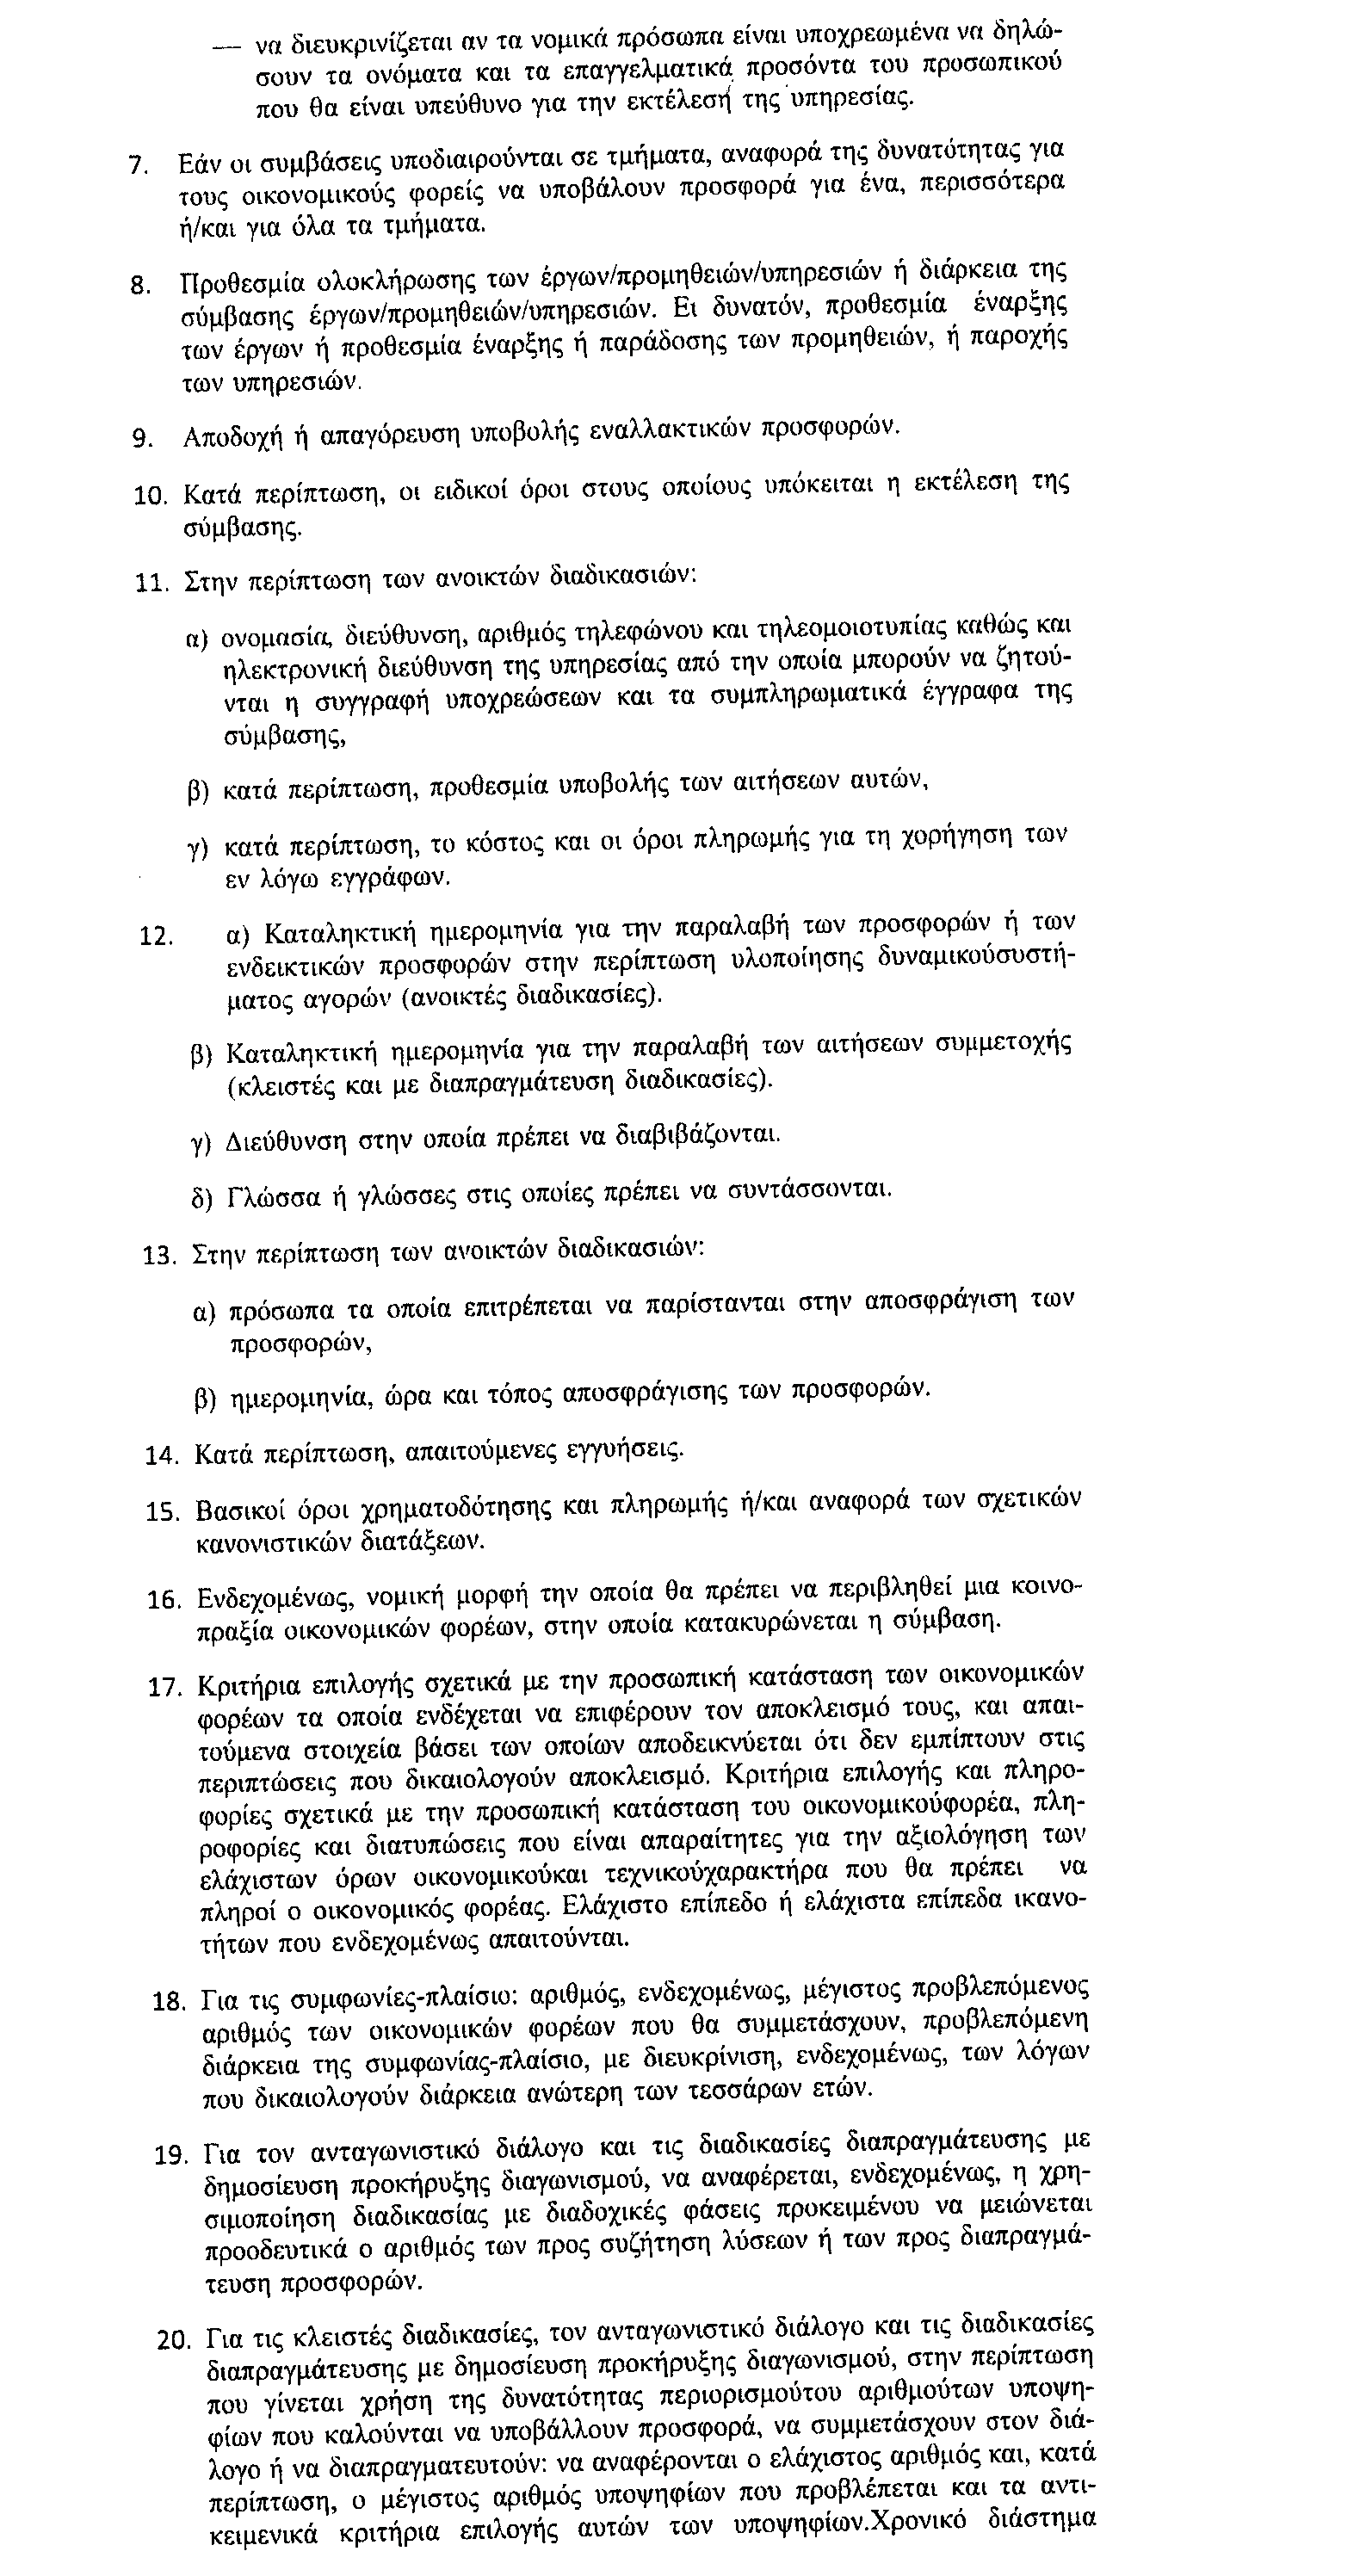 — να διευκρινίζεται αν τα νομικά πρόσωπα είναι υποχρεωμένα να δηλώ-
σουν τα ονόματα και τα επαγγελματικά προσόντα του προσωπικού
που θα είναι υπεύθυνο για την εκτέλεσή της υπηρεσίας.
7. Εάν οι συμβάσεις υποδιαιρούνται σε τμήματα, αναφορά της δυνατότητας για
τους οικονομικούς φορείς να υποβάλουν προσφορά για ένα, περισσότερα
ή/και για όλα τα τμήματα.
8. Προθεσμία ολοκλήρωσης των έργων/προμηθειών/υπηρεσιών ή διάρκεια της
σύμβασης έργων/προμηθειών/υπηρεσιών. Ει δυνατόν, προθεσμία έναρξης
των έργων ή προθεσμία έναρξης ή παράδοσης των προμηθειών, ή παροχής
των υπηρεσιών.
9. Αποδοχή ή απαγόρευση υποβολής εναλλακτικών προσφορών.
10. Κατά περίπτωση, οι ειδικοί όροι στους οποίους υπόκειται η εκτέλεση της
σύμβασης.
11. Στην περίπτωση των ανοικτών διαδικασιών:
α) ονομασία, διεύθυνση, αριθμός τηλεφώνου και τηλεομοιοτυπίας καθώς και
ηλεκτρονική διεύθυνση της υπηρεσίας από την οποία μπορούν να ζητού-
νται η συγγραφή υποχρεώσεων και τα συμπληρωματικά έγγραφα της
σύμβασης,
β) κατά περίπτωση, προθεσμία υποβολής των αιτήσεων αυτών,
γ) κατά περίπτωση, το κόστος και οι όροι πληρωμής για τη χορήγηση των
εν λόγω εγγράφων.
12. α) Καταληκτική ημερομηνία για την παραλαβή των προσφορών ή των
ενδεικτικών προσφορών στην περίπτωση υλοποίησης δυναμικούσυστή-
ματος αγορών (ανοικτές διαδικασίες).
β) Καταληκτική ημερομηνία για την παραλαβή των αιτήσεων συμμετοχής
(κλειστές και με διαπραγμάτευση διαδικασίες).
γ) Διεύθυνση στην οποία πρέπει να διαβιβάζονται.
δ) Γλώσσα ή γλώσσες στις οποίες πρέπει να συντάσσονται.
13. Στην περίπτωση των ανοικτών διαδικασιών:
α) πρόσωπα τα οποία επιτρέπεται να παρίστανται στην αποσφράγιση των
προσφορών,
β) ημερομηνία, ώρα και τόπος αποσφράγισης των προσφορών.
14. Κατά περίπτωση, απαιτούμενες εγγυήσεις.
15. Βασικοί όροι χρηματοδότησης και πληρωμής ή/και αναφορά των σχετικών
κανονιστικών διατάξεων.
16. Ενδεχομένως, νομική μορφή την οποία θα πρέπει να περιβληθεί μια κοινο-
πραξία οικονομικών φορέων, στην οποία κατακυρώνεται η σύμβαση.
17. Κριτήρια επιλογής σχετικά με την προσωπική κατάσταση των οικονομικών
φορέων τα οποία ενδέχεται να επιφέρουν τον αποκλεισμό τους, και απαι-
τούμενα στοιχεία βάσει των οποίων αποδεικνύεται ότι δεν εμπίπτουν στις
περιπτώσεις που δικαιολογούν αποκλεισμό. Κριτήρια επιλογής και πληρο-
φορίες σχετικά με την προσωπική κατάσταση του οικονομικούφορέα, πλη-
ροφορίες και διατυπώσεις που είναι απαραίτητες για την αξιολόγηση των
ελάχιστων όρων οικονομικούκαι τεχνικούχαρακτήρα που θα πρέπει να
πληροί ο οικονομικός φορέας. Ελάχιστο επίπεδο ή ελάχιστα επίπεδα ικανο-
τήτων που ενδεχομένως απαιτούνται.
18. Για τις συμφωνίες-πλαίσιο: αριθμός, ενδεχομένως, μέγιστος προβλεπόμενος
αριθμός των οικονομικών φορέων που θα συμμετάσχουν, προβλεπόμενη
διάρκεια της συμφωνίας-πλαίσιο, με διευκρίνιση, ενδεχομένως, των λόγων
που δικαιολογούν διάρκεια ανώτερη των τεσσάρων ετών.
19. Για τον ανταγωνιστικό διάλογο και τις διαδικασίες διαπραγμάτευσης με
δημοσίευση προκήρυξης διαγωνισμού, να αναφέρεται, ενδεχομένως, η χρη-
σιμοποίηση διαδικασίας με διαδοχικές φάσεις προκειμένου να μειώνεται
προοδευτικά ο αριθμός των προς συζήτηση λύσεων ή των προς διαπραγμά-
τευση προσφορών.
20. Για τις κλειστές διαδικασίες, τον ανταγωνιστικό διάλογο και τις διαδικασίες
διαπραγμάτευσης με δημοσίευση προκήρυξης διαγωνισμού, στην περίπτωση
που γίνεται χρήση της δυνατότητας περιορισμούτου αριθμούτων υποψη-
φίων που καλούνται να υποβάλλουν προσφορά, να συμμετάσχουν στον διά-
λογο ή να διαπραγματευτούν: να αναφέρονται ο ελάχιστος αριθμός και, κατά
περίπτωση, ο μέγιστος αριθμός υποψηφίων που προβλέπεται και τα αντι-
κειμενικά κριτήρια επιλογής αυτών των υποψηφίων.Χρονικό διάστημα